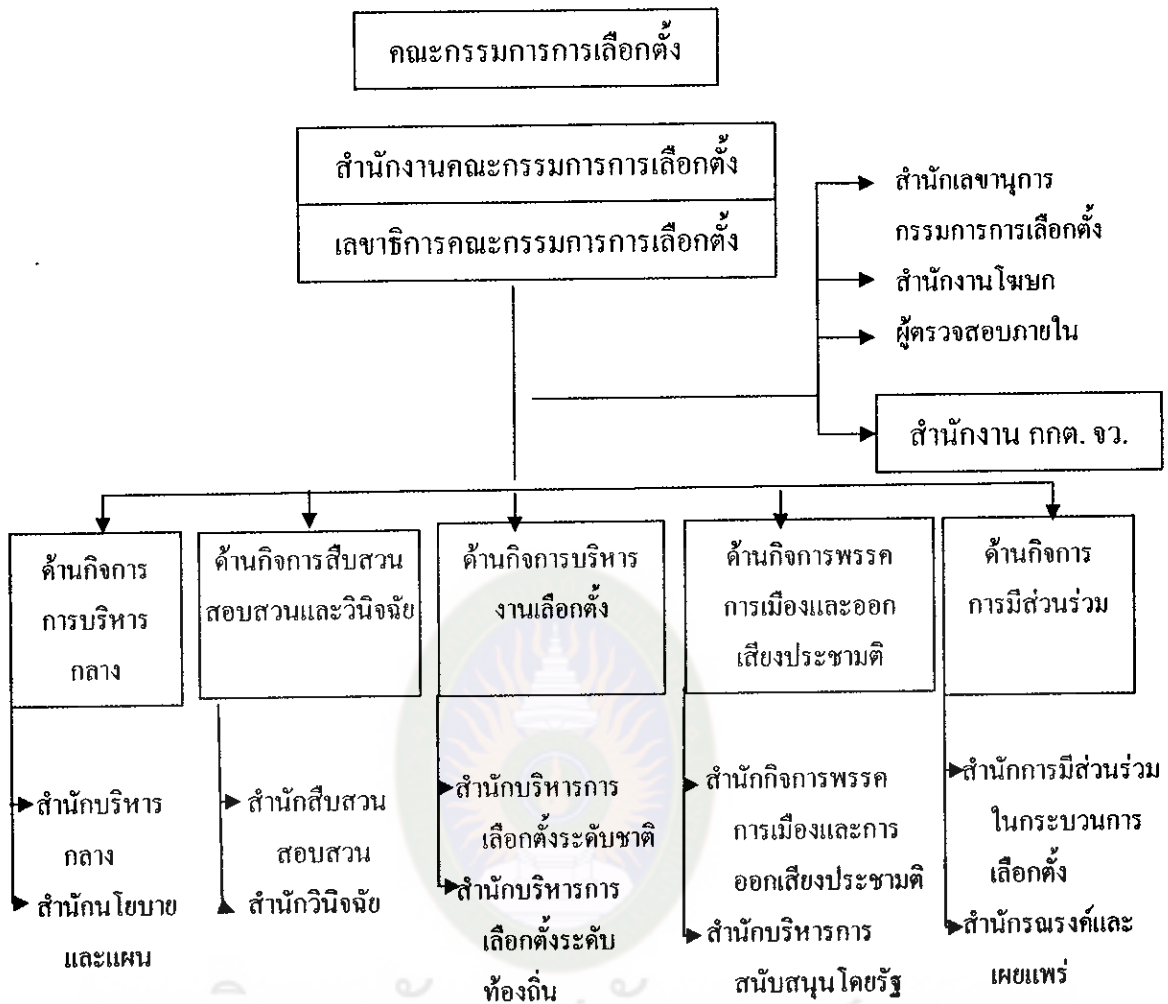 คณะกรรมการการเลือกตั้ง
สำนักงานคณะกรรมการการเลือกตั้ง
เลขาธิการคณะกรรมการการเลือกตั้ง
สำนักเลขานุการ
กรรมการการเลือกตั้ง
สำนักงานโฆษก
ผู้ตรวจสอบภายใน
สำนักงาน กกต. จว.
ด้านกิจการ
การบริหาร
กลาง
ด้านกิจการสืบสวน
สอบสวนและวินิจฉัย
ด้านกิจการบริหาร
งานเลือกตั้ง
ด้านกิจการพรรค
การเมืองและออก
เสียงประชามติ
ด้านกิจการ
การมีส่วนร่วม
สำนักบริหาร
กลาง
สำนักนโยบาย
และแผน
สำนักสืบสวน
สอบสวน
สำนักวินิจฉัย
สำนักบริหารการ
เลือกตั้งระดับชาติ
สำนักบริหารการ
เลือกตั้งระดับ
ท้องถิ่น
สำนักกิจการพรรค
การเมืองและการ
ออกเสียงประชามติ
สำนักบริหารการ
สนับสนุนโดยรัฐ
สำนักการมีส่วนร่วม
ในกระบวนการ
เลือกตั้ง
สำนักรณรงค์และ
เผยแพร่